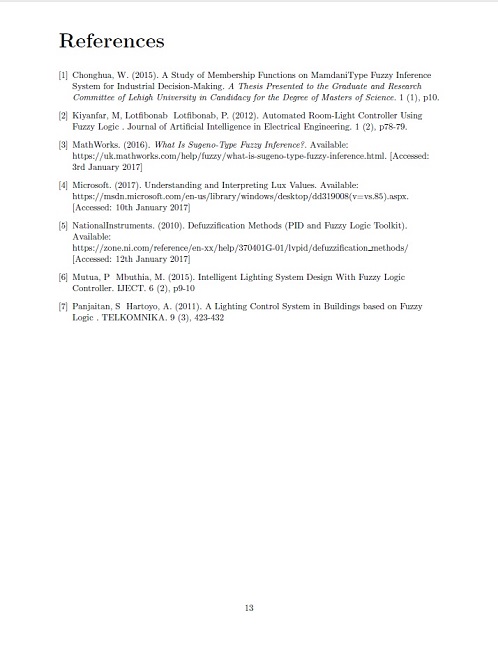 References
[1] Chonghua, W. (2015). A Study of Membership Functions on MamdaniType Fuzzy Inference
System for Industrial Decision-Making. A Thesis Presented to the Graduate and Research
Committee of Lehigh University in Candidacy for the Degree of Masters of Science. 1 (1), p10.
[2] Kiyanfar, M, Lotfibonab Lotfibonab, P. (2012). Automated Room-Light Controller Using
Fuzzy Logic . Journal of Artificial Intelligence in Electrical Engineering. 1 (2), p78-79.
[3] MathWorks. (2016). What Is Sugeno-Type Fuzzy Inference?. Available:
https://uk.mathworks.com/help/fuzzy/what-is-sugeno-type-fuzzy-inference.html. [Accessed:
3rd January 2017]
[4] Microsoft. (2017). Understanding and Interpreting Lux Values. Available:
https://msdn.microsoft.com/en-us/library/windows/desktop/dd319008(v=vs.85).aspx.
[Accessed: 10th January 2017]
[5] NationalInstruments. (2010). Defuzzification Methods (PID and Fuzzy Logic Toolkit).
Available:
https://zone.ni.com/reference/en-xx/help/370401G-01/lvpid/defuzzification_methods/
[Accessed: 12th January 2017]
[6] Mutua, P Mbuthia, M. (2015). Intelligent Lighting System Design With Fuzzy Logic
Controller. IJECT. 6 (2), p9-10
[7] Panjaitan, S Hartoyo, A. (2011). A Lighting Control System in Buildings based on Fuzzy
Logic . TELKOMNIKA. 9 (3), 423-432
13